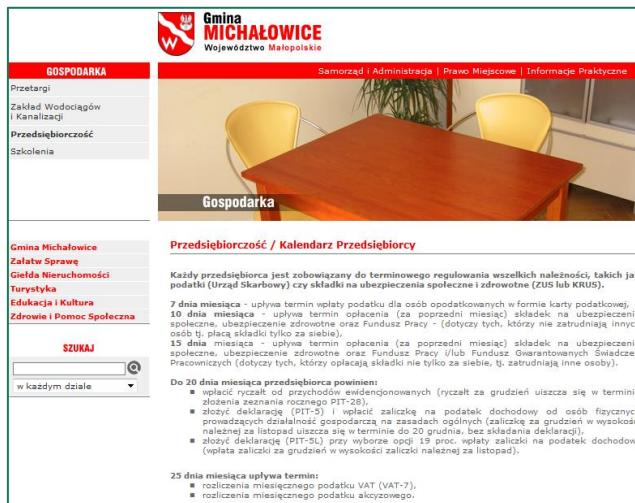 Gmina
MICHAŁOWICE
Województwo Małopolskie
GOSPODARKA
Samorząd i Administracja | Prawo Miejscowe | Informacje Praktyczne
Przetargi
Zakład Wodociągów
i Kanalizacji
Przedsiębiorczość
Szkolenia
Gospodarka
Gmina Michałowice
Załatw Sprawę
Giełda Nieruchomości
Turystyka
Edukacja i Kultura
Zdrowie i Pomoc Społeczna
SZUKAJ
w każdym dziale
Przedsiębiorczość / Kalendarz Przedsiębiorcy
Każdy przedsiębiorca jest zobowiązany do terminowego regulowania wszelkich należności, takich ja
podatki (Urząd Skarbowy) czy składki na ubezpieczenia społeczne i zdrowotne (ZUS lub KRUS).
7 dnia miesiąca - upływa termin wpłaty podatku dla osób opodatkowanych w formie karty podatkowej,
10 dnia miesiąca - upływa termin opłacenia (za poprzedni miesiąc) składek na ubezpieczeni
społeczne, ubezpieczenie zdrowotne oraz Fundusz Pracy - (dotyczy tych, którzy nie zatrudniają innyc
osób tj. płacą składki tylko za siebie),
15 dnia miesiąca - upływa termin opłacenia (za poprzedni miesiąc) składek na ubezpieczeni
społeczne, ubezpieczenie zdrowotne oraz Fundusz Pracy i/lub Fundusz Gwarantowanych Świadcze
Pracowniczych (dotyczy tych, którzy opłacają składki nie tylko za siebie, tj. zatrudniają inne osoby).
Do 20 dnia miesiąca przedsiębiorca powinien:
wpłacić ryczałt od przychodów ewidencjonowanych (ryczałt za grudzień uiszcza się w termini
złożenia zeznania rocznego PIT-28),
złożyć deklarację (PIT-5) i wpłacić zaliczkę na podatek dochodowy od osób fizycznyc
prowadzących działalność gospodarczą na zasadach ogólnych (zaliczkę za grudzień w wysokośc
należnej za listopad uiszcza się w terminie do 20 grudnia, bez składania deklaracji),
złożyć deklarację (PIT-5L) przy wyborze opcji 19 proc. wpłaty zaliczki na podatek dochodow
(wpłata zaliczki za grudzień w wysokości zaliczki należnej za listopad).
25 dnia miesiąca upływa termin:
rozliczenia miesięcznego podatku VAT (VAT-7),
rozliczenia miesięcznego podatku akcyzowego.